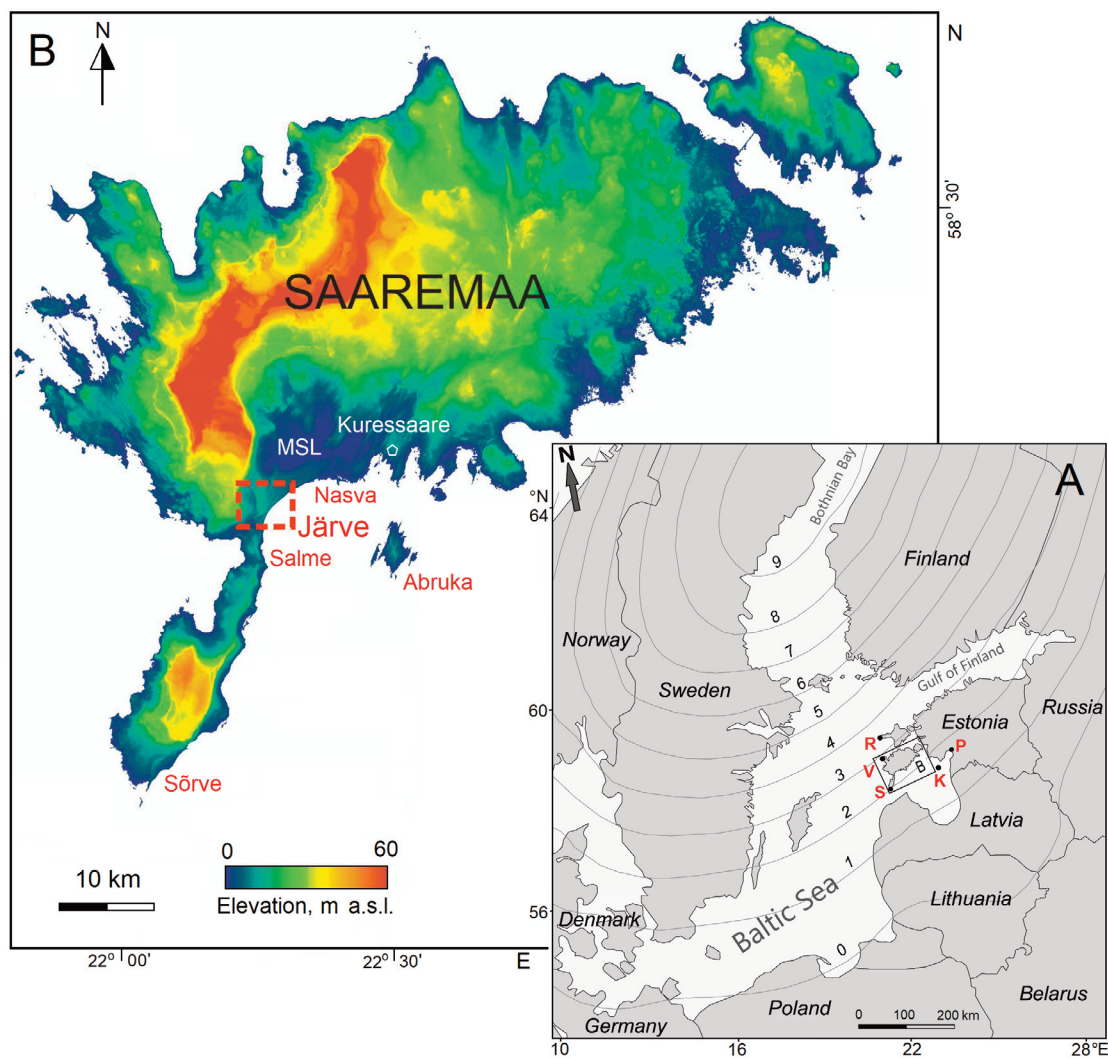 B
N
N
58° 30'
SAAREMAA
Kuressaare
MSL
Nasva
Järve
Salme
Abruka
Sõrve
0 60
Elevation, m a.s.l.
10 km
22° 00'
22° 30'
E
A
N
°N
64
60
56
Bothnian Bay
Finland
Norway
Sweden
Gulf of Finland
Estonia
Russia
Latvia
Lithuania
Belarus
Poland
Germany
Denmark
Baltic Sea
9
8
7
6
5
4
3
2
1
0
R
V
S
B
K
P
0 100 200 km
10
16
22
28 °E